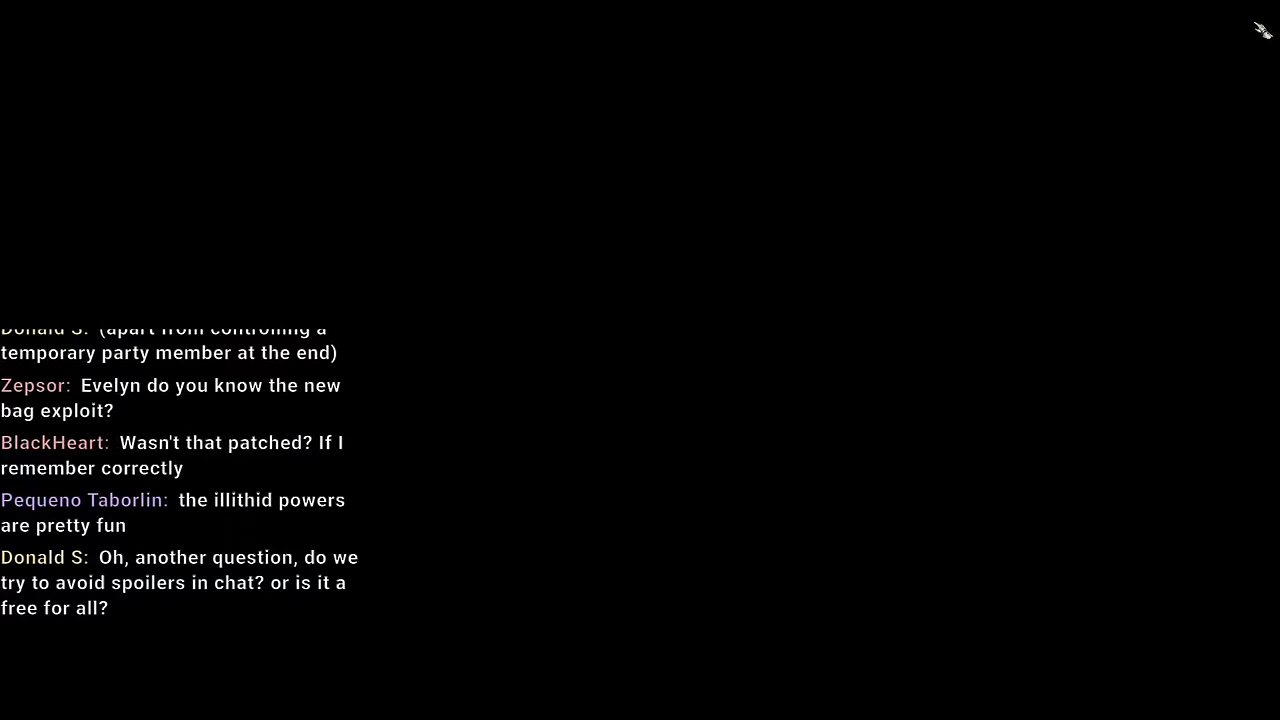 Donald S: (apart from controlling a
temporary party member at the end)
Zepsor: Evelyn do you know the new
bag exploit?
BlackHeart: Wasn't that patched? If I
remember correctly
Pequeno Taborlin: the illithid powers
are pretty fun
Donald S: Oh, another question, do we
try to avoid spoilers in chat? or is it a
free for all?